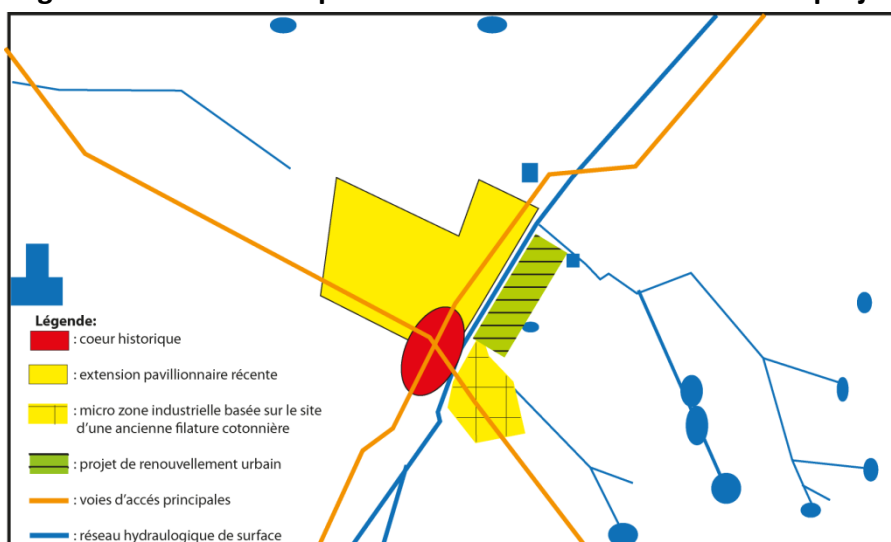 Légende:
: coeur historique
: extension pavillionnaire récente
: micro zone industrielle basée sur le site
d'une ancienne filature cotonnière
: projet de renouvellement urbain
: voies d'accés principales
: réseau hydraulogique de surface